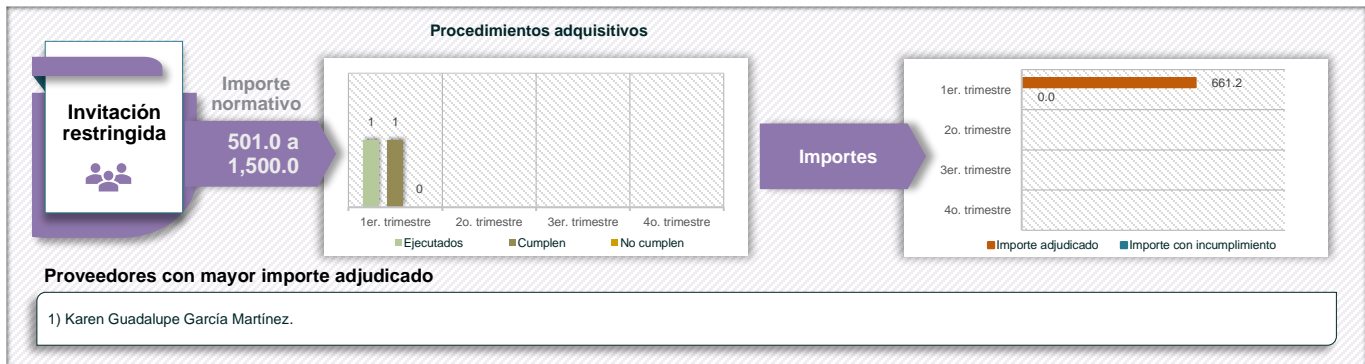 Procedimientos adquisitivos
Invitación
restringida
Importe
normativo
501.0 a
1,500.0
1
1
0
1er. trimestre
2o. trimestre
3er. trimestre
4o. trimestre
Ejecutados
Cumplen
No cumplen
Importes
1er. trimestre
661.2
0.0
2o. trimestre
3er. trimestre
4o. trimestre
Importe adjudicado
Importe con incumplimiento
Proveedores con mayor importe adjudicado
1) Karen Guadalupe García Martínez.